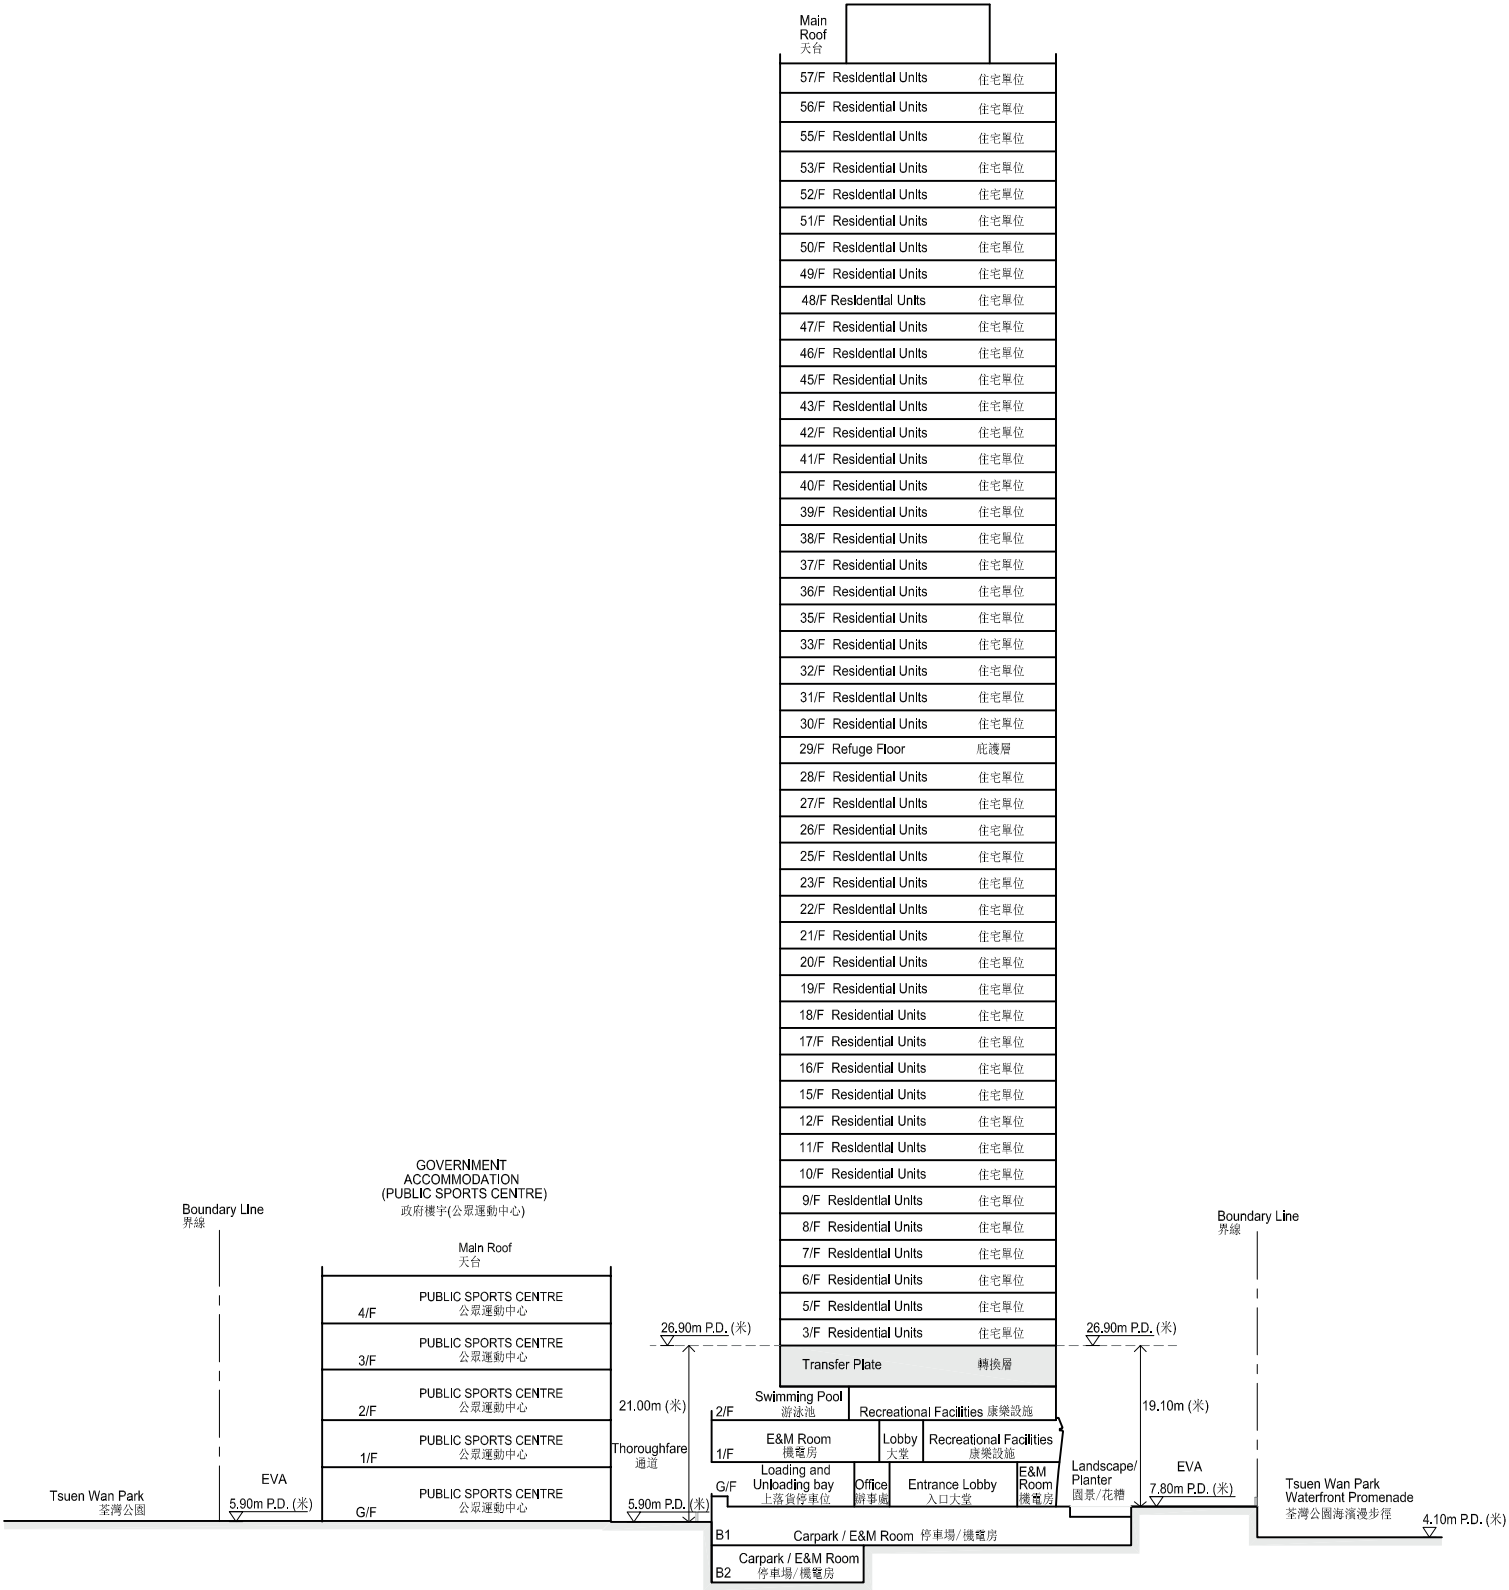 Main
Roof
天台
57/F Residential Units 住宅單位
56/F Residential Units 住宅單位
55/F Residential Units 住宅單位
53/F Residential Units 住宅單位
52/F Residential Units 住宅單位
51/F Residential Units 住宅單位
50/F Residential Units 住宅單位
49/F Residential Units 住宅單位
48/F Residential Units 住宅單位
47/F Residential Units 住宅單位
46/F Residential Units 住宅單位
45/F Residential Units 住宅單位
43/F Residential Units 住宅單位
42/F Residential Units 住宅單位
41/F Residential Units 住宅單位
40/F Residential Units 住宅單位
39/F Residential Units 住宅單位
38/F Residential Units 住宅單位
37/F Residential Units 住宅單位
36/F Residential Units 住宅單位
35/F Residential Units 住宅單位
33/F Residential Units 住宅單位
32/F Residential Units 住宅單位
31/F Residential Units 住宅單位
30/F Residential Units 住宅單位
29/F Refuge Floor 庇護層
28/F Residential Units 住宅單位
27/F Residential Units 住宅單位
26/F Residential Units 住宅單位
25/F Residential Units 住宅單位
23/F Residential Units 住宅單位
22/F Residential Units 住宅單位
21/F Residential Units 住宅單位
20/F Residential Units 住宅單位
19/F Residential Units 住宅單位
18/F Residential Units 住宅單位
17/F Residential Units 住宅單位
16/F Residential Units 住宅單位
15/F Residential Units 住宅單位
12/F Residential Units 住宅單位
11/F Residential Units 住宅單位
10/F Residential Units 住宅單位
9/F Residential Units 住宅單位
8/F Residential Units 住宅單位
7/F Residential Units 住宅單位
6/F Residential Units 住宅單位
5/F Residential Units 住宅單位
3/F Residential Units 住宅單位
Transfer Plate 轉換層
GOVERNMENT
ACCOMMODATION
(PUBLIC SPORTS CENTRE)
政府樓宇(公眾運動中心)
Boundary Line
界線
Main Roof
天台
4/F PUBLIC SPORTS CENTRE
公眾運動中心
3/F PUBLIC SPORTS CENTRE
公眾運動中心
2/F PUBLIC SPORTS CENTRE
公眾運動中心
1/F PUBLIC SPORTS CENTRE
公眾運動中心
G/F PUBLIC SPORTS CENTRE
公眾運動中心
Tsuen Wan Park
荃灣公園
EVA
5.90m P.D. (米)
26.90m P.D. (米)
21.00m (米)
Thoroughfare
通道
5.90m P.D. (米)
2/F
Swimming Pool
游泳池
Recreational Facilities 康樂設施
1/F
E&M Room
機電房
Lobby
大堂
Recreational Facilities
康樂設施
G/F
Loading and
Unloading bay
上落貨停車位
Office
辦事處
Entrance Lobby
入口大堂
E&M
Room
機電房
Landscape/
Planter
園景/花糟
B1 Carpark / E&M Room 停車場/機電房
B2
Carpark / E&M Room
停車場/機電房
26.90m P.D. (米)
19.10m (米)
EVA
7.80m P.D. (米)
Boundary Line
界線
Tsuen Wan Park
Waterfront Promenade
荃灣公園海濱漫步徑
4.10m P.D. (米)